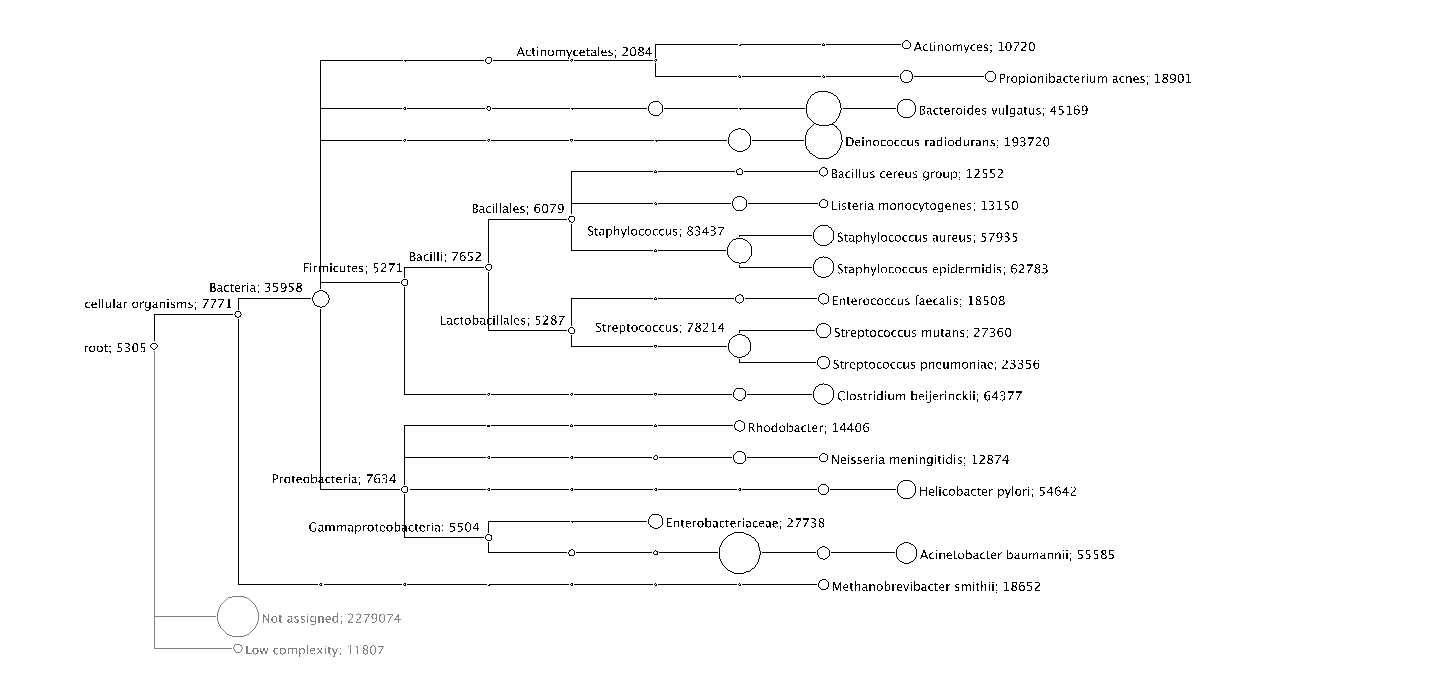 Actinomyces; 10720
Actinomycetales; 2084
Propionibacterium acnes; 18901
Bacteroides vulgatus; 45169
Deinococcus radiodurans; 193720
Bacillus cereus group; 12552
Listeria monocytogenes; 13150
Bacillales; 6079
Staphylococcus; 83437
Staphylococcus aureus; 57935
Bacilli; 7652
Staphylococcus epidermidis; 62783
Firmicutes; 5271
Bacteria; 35958
cellular organisms; 7771
Enterococcus faecalis; 18508
Lactobacillales; 5287
Streptococcus; 78214
Streptococcus mutans; 27360
root; 5305
Streptococcus pneumoniae; 23356
Clostridium beijerinckii; 64377
Rhodobacter; 14406
Neisseria meningitidis; 12874
Proteobacteria; 7634
Helicobacter pylori; 54642
Gammaproteobacteria; 5504
Enterobacteriaceae; 27738
Acinetobacter baumannii; 55585
Methanobrevibacter smithii; 18652
Not assigned; 2279074
Low complexity; 11807